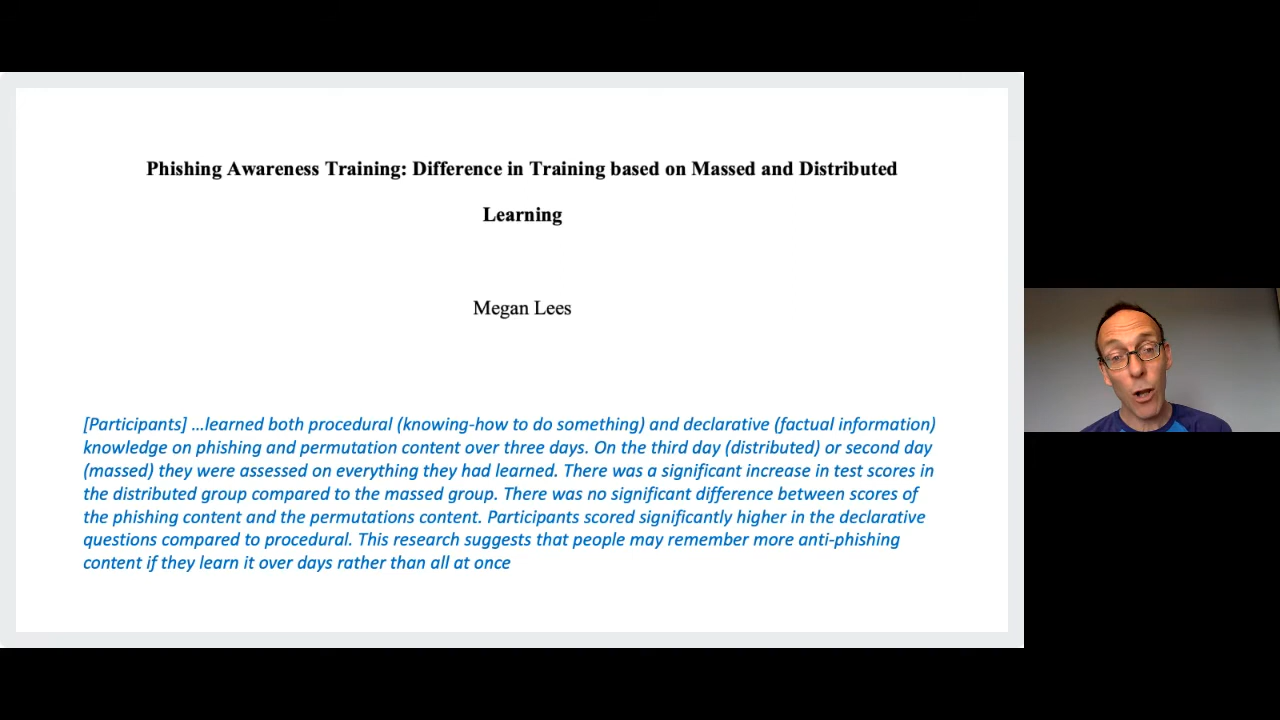 Phishing Awareness Training: Difference in Training based on Massed and Distributed
Learning
Megan Lees
[Participants] ...learned both procedural (knowing-how to do something) and declarative (factual information)
knowledge on phishing and permutation content over three days. On the third day (distributed) or second day
(massed) they were assessed on everything they had learned. There was a significant increase in test scores in
the distributed group compared to the massed group. There was no significant difference between scores of
the phishing content and the permutations content. Participants scored significantly higher in the declarative
questions compared to procedural. This research suggests that people may remember more anti-phishing
content if they learn it over days rather than all at once